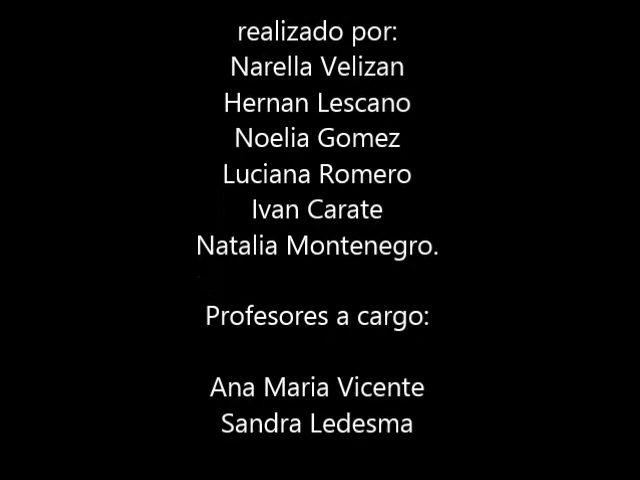 realizado por:
Narella Velizan
Hernan Lescano
Noelia Gomez
Luciana Romero
Ivan Carate
Natalia Montenegro.
Profesores a cargo:
Ana Maria Vicente
Sandra Ledesma